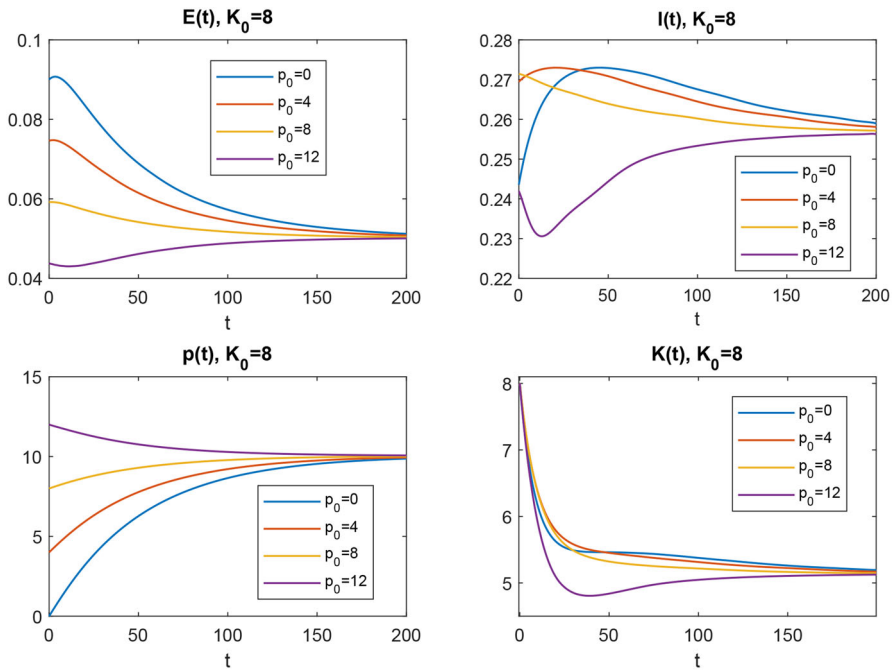 E(t), K₀=8
0.1
0.08
0.06
0.04
p₀=0
p₀=4
p₀=8
p₀=12
0 50 100 150 200
t
I(t), K₀=8
0.28
0.27
0.26
0.25
0.24
0.23
0.22
p₀=0
p₀=4
p₀=8
p₀=12
0 50 100 150 200
t
p(t), K₀=8
15
10
5
0
p₀=0
p₀=4
p₀=8
p₀=12
0 50 100 150 200
t
K(t), K₀=8
8
7
6
5
p₀=0
p₀=4
p₀=8
p₀=12
0 50 100 150
t